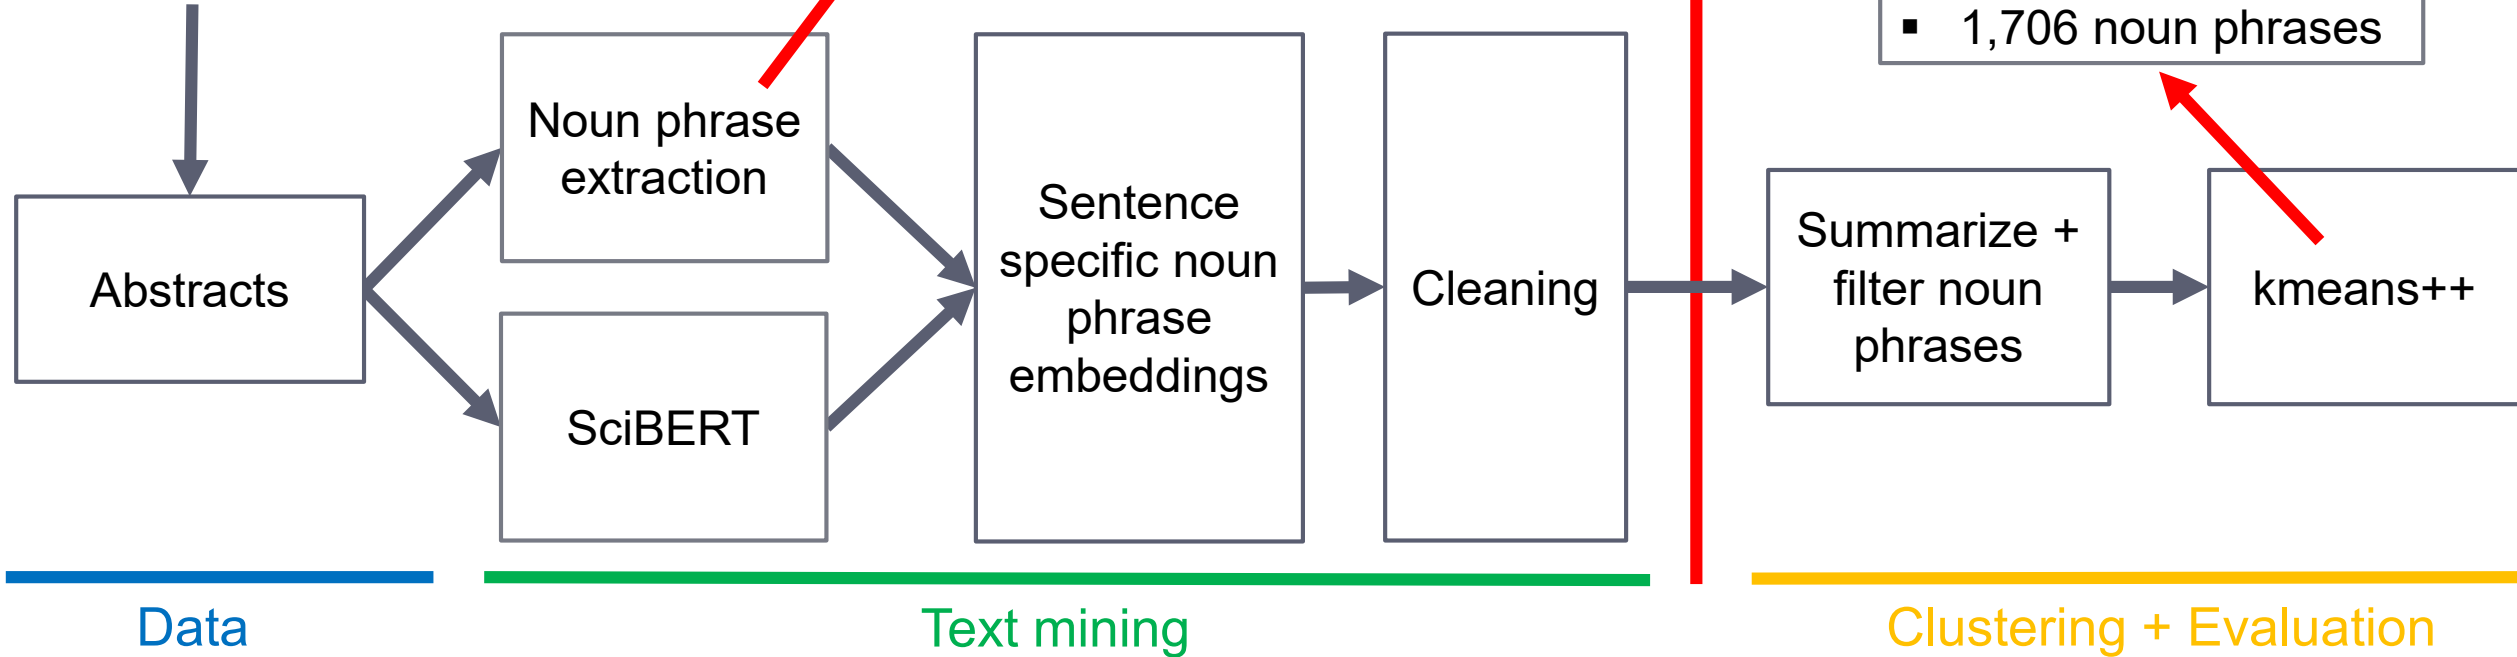 ▪ 1,706 noun phrases
Noun phrase
extraction
Abstracts
SciBERT
Sentence
specific noun
phrase
embeddings
Cleaning
Summarize +
filter noun
phrases
kmeans++
Data
Text mining
Clustering + Evaluation